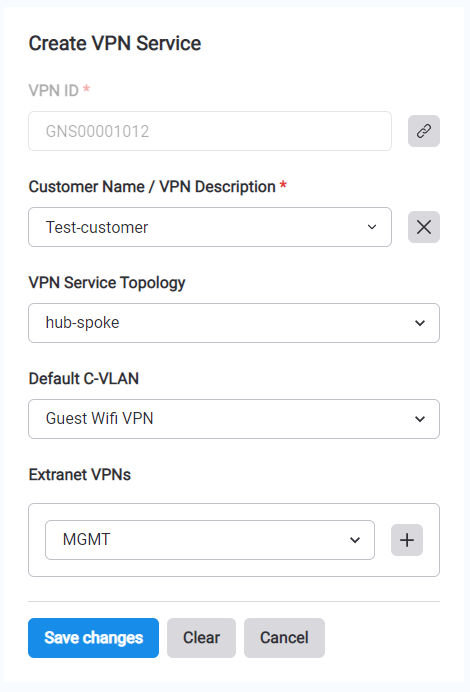 Create VPN Service
VPN ID *
GNS00001012
Customer Name / VPN Description *
Test-customer
VPN Service Topology
hub-spoke
Default C-VLAN
Guest Wifi VPN
Extranet VPNs
MGMT
Save changes Clear Cancel